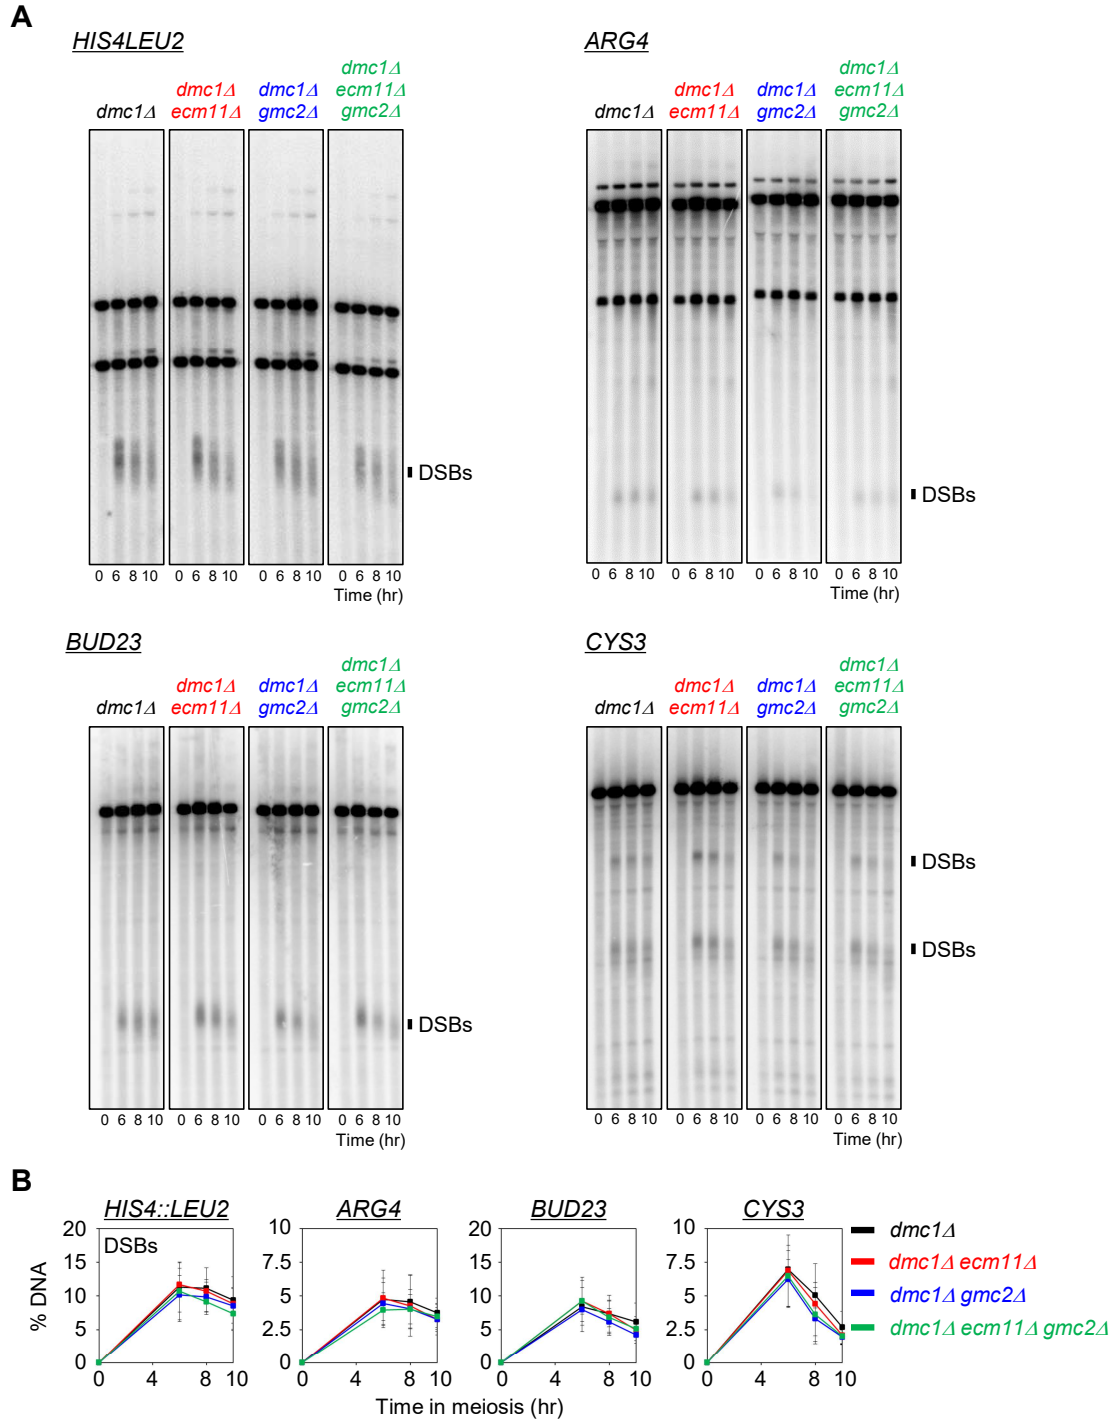 A
HIS4LEU2
dmc1Δ
dmc1Δ
ecm11Δ
dmc1Δ
gmc2Δ
dmc1Δ
ecm11Δ
gmc2Δ
DSBs
0 6 8 10
0 6 8 10
0 6 8 10
0 6 8 10
Time (hr)
ARG4
dmc1Δ
dmc1Δ
ecm11Δ
dmc1Δ
gmc2Δ
dmc1Δ
ecm11Δ
gmc2Δ
DSBs
0 6 8 10
0 6 8 10
0 6 8 10
0 6 8 10
Time (hr)
BUD23
dmc1Δ
dmc1Δ
ecm11Δ
dmc1Δ
gmc2Δ
dmc1Δ
ecm11Δ
gmc2Δ
DSBs
0 6 8 10
0 6 8 10
0 6 8 10
0 6 8 10
Time (hr)
CYS3
dmc1Δ
dmc1Δ
ecm11Δ
dmc1Δ
gmc2Δ
dmc1Δ
ecm11Δ
gmc2Δ
DSBs
DSBs
0 6 8 10
0 6 8 10
0 6 8 10
0 6 8 10
Time (hr)
B
HIS4::LEU2
DSBs
% DNA
20
15
10
5
0
0 4 8 10
ARG4
10
7.5
5
2.5
0
0 4 8 10
BUD23
20
15
10
5
0
0 4 8 10
CYS3
10
7.5
5
2.5
0
0 4 8 10
Time in meiosis (hr)
dmc1Δ
dmc1Δ ecm11Δ
dmc1Δ gmc2Δ
dmc1Δ ecm11Δ gmc2Δ